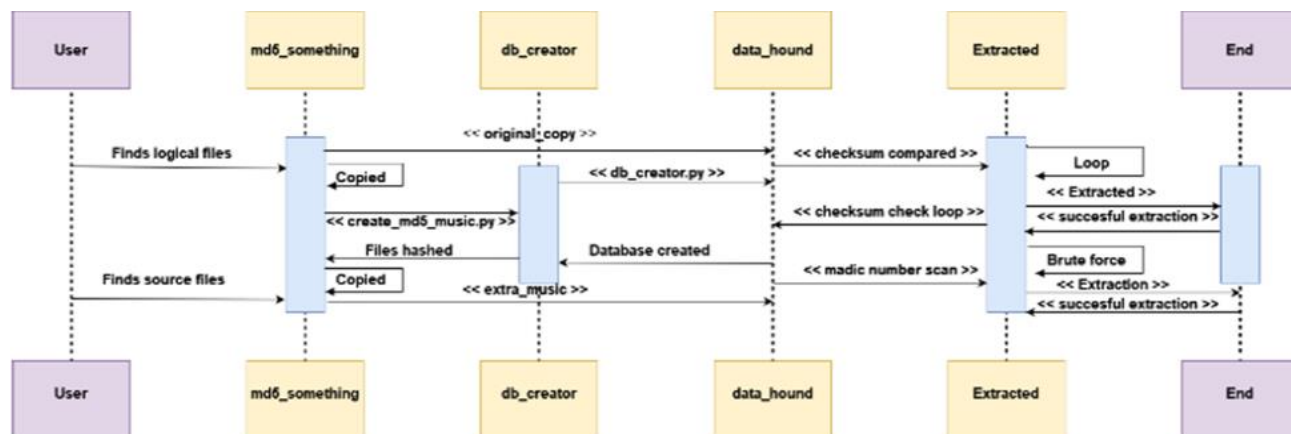 User
md5_something
db_creator
data_hound
Extracted
End
<< original_copy >>
Finds logical files
<< checksum compared >>
Loop
Copied
<< db_creator.py >>
<< Extracted >>
<< create_md5_music.py >>
<< checksum check loop >>
<< succesful extraction >>
Files hashed
Database created
Brute force
Copied
<< madic number scan >>
Finds source files
<< extra_music >>
<< Extraction >>
<< succesful extraction >>
User
md5_something
db_creator
data_hound
Extracted
End